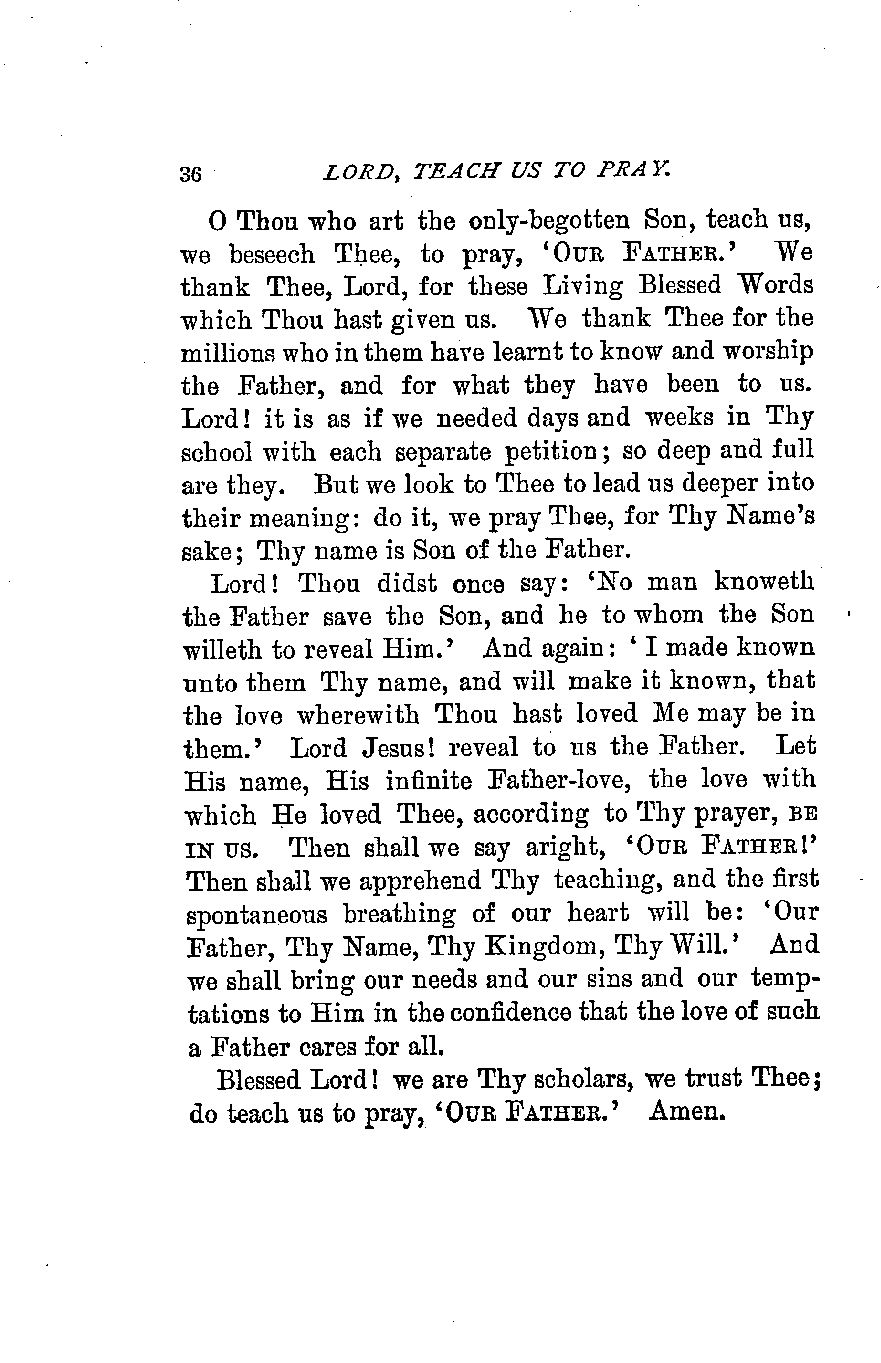 36 LORD, TEACH US TO PRAY.
O Thou who art the only-begotten Son, teach us,
we beseech Thee, to pray, ‘OUR FATHER.’ We
thank Thee, Lord, for these Living Blessed Words
which Thou hast given us. We thank Thee for the
millions who in them have learnt to know and worship
the Father, and for what they have been to us.
Lord! it is as if we needed days and weeks in Thy
school with each separate petition; so deep and full
are they. But we look to Thee to lead us deeper into
their meaning: do it, we pray Thee, for Thy Name’s
sake; Thy name is Son of the Father.
Lord! Thou didst once say: ‘No man knoweth
the Father save the Son, and he to whom the Son
willeth to reveal Him.’ And again: ‘I made known
unto them Thy name, and will make it known, that
the love wherewith Thou hast loved Me may be in
them.’ Lord Jesus! reveal to us the Father. Let
His name, His infinite Father-love, the love with
which He loved Thee, according to Thy prayer, BE
IN US. Then shall we say aright, ‘OUR FATHER!’
Then shall we apprehend Thy teaching, and the first
spontaneous breathing of our heart will be: ‘Our
Father, Thy Name, Thy Kingdom, Thy Will.’ And
we shall bring our needs and our sins and our temp-
tations to Him in the confidence that the love of such
a Father cares for all.
Blessed Lord! we are Thy scholars, we trust Thee;
do teach us to pray, ‘OUR FATHER.’ Amen.